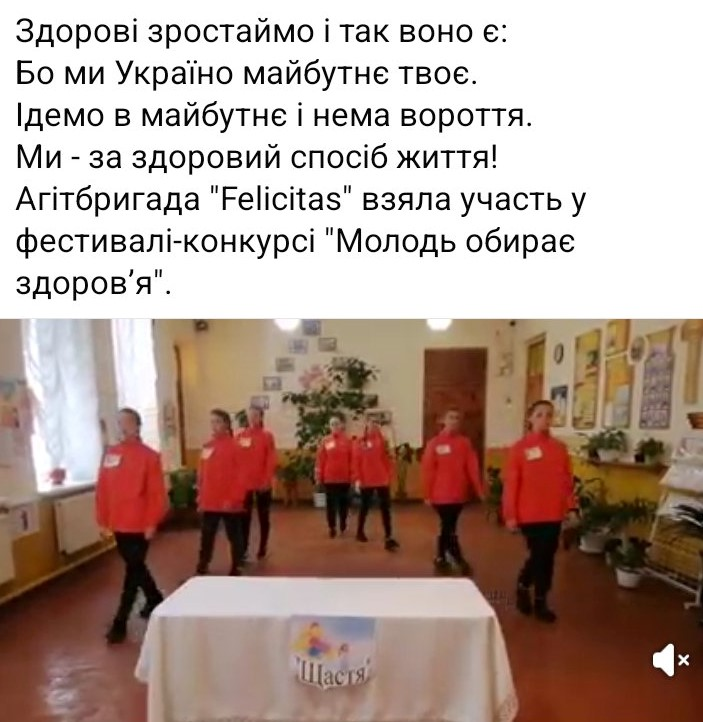 Здорові зростаймо і так воно є:
Бо ми Україно майбутнє твоє.
Ідемо в майбутнє і нема вороття.
Ми - за здоровий спосіб життя!
Агітбригада "Felicitas" взяла участь у
фестивалі-конкурсі "Молодь обирає
здоров’я".
"Щастя"